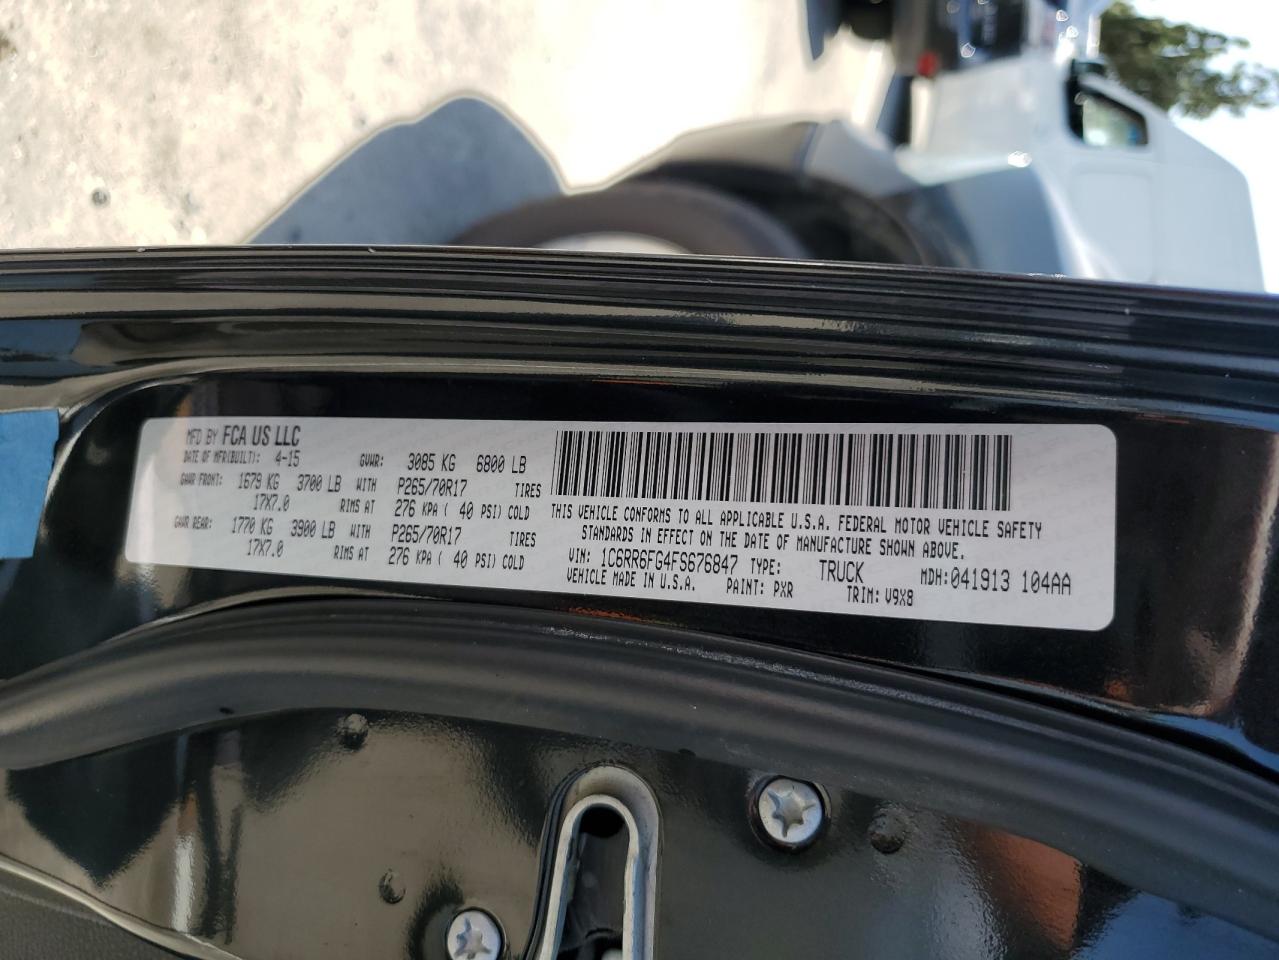 MFD BY FCA US LLC
DATE OF MFR(BUILT): 4-15 GVWR: 3085 KG 6800 LB
GAWR FRONT: 1679 KG 3700 LB WITH P265/70R17 TIRES
17X7.0 RIMS AT 276 KPA ( 40 PSI) COLD
GAWR REAR: 1770 KG 3900 LB WITH P265/70R17 TIRES
17X7.0 RIMS AT 276 KPA ( 40 PSI) COLD
THIS VEHICLE CONFORMS TO ALL APPLICABLE U.S.A. FEDERAL MOTOR VEHICLE SAFETY
STANDARDS IN EFFECT ON THE DATE OF MANUFACTURE SHOWN ABOVE.
VIN: 1C6RR6FG4FS676847 TYPE: TRUCK MDH:041913 104AA
VEHICLE MADE IN U.S.A. PAINT: PXR TRIM: V9X8